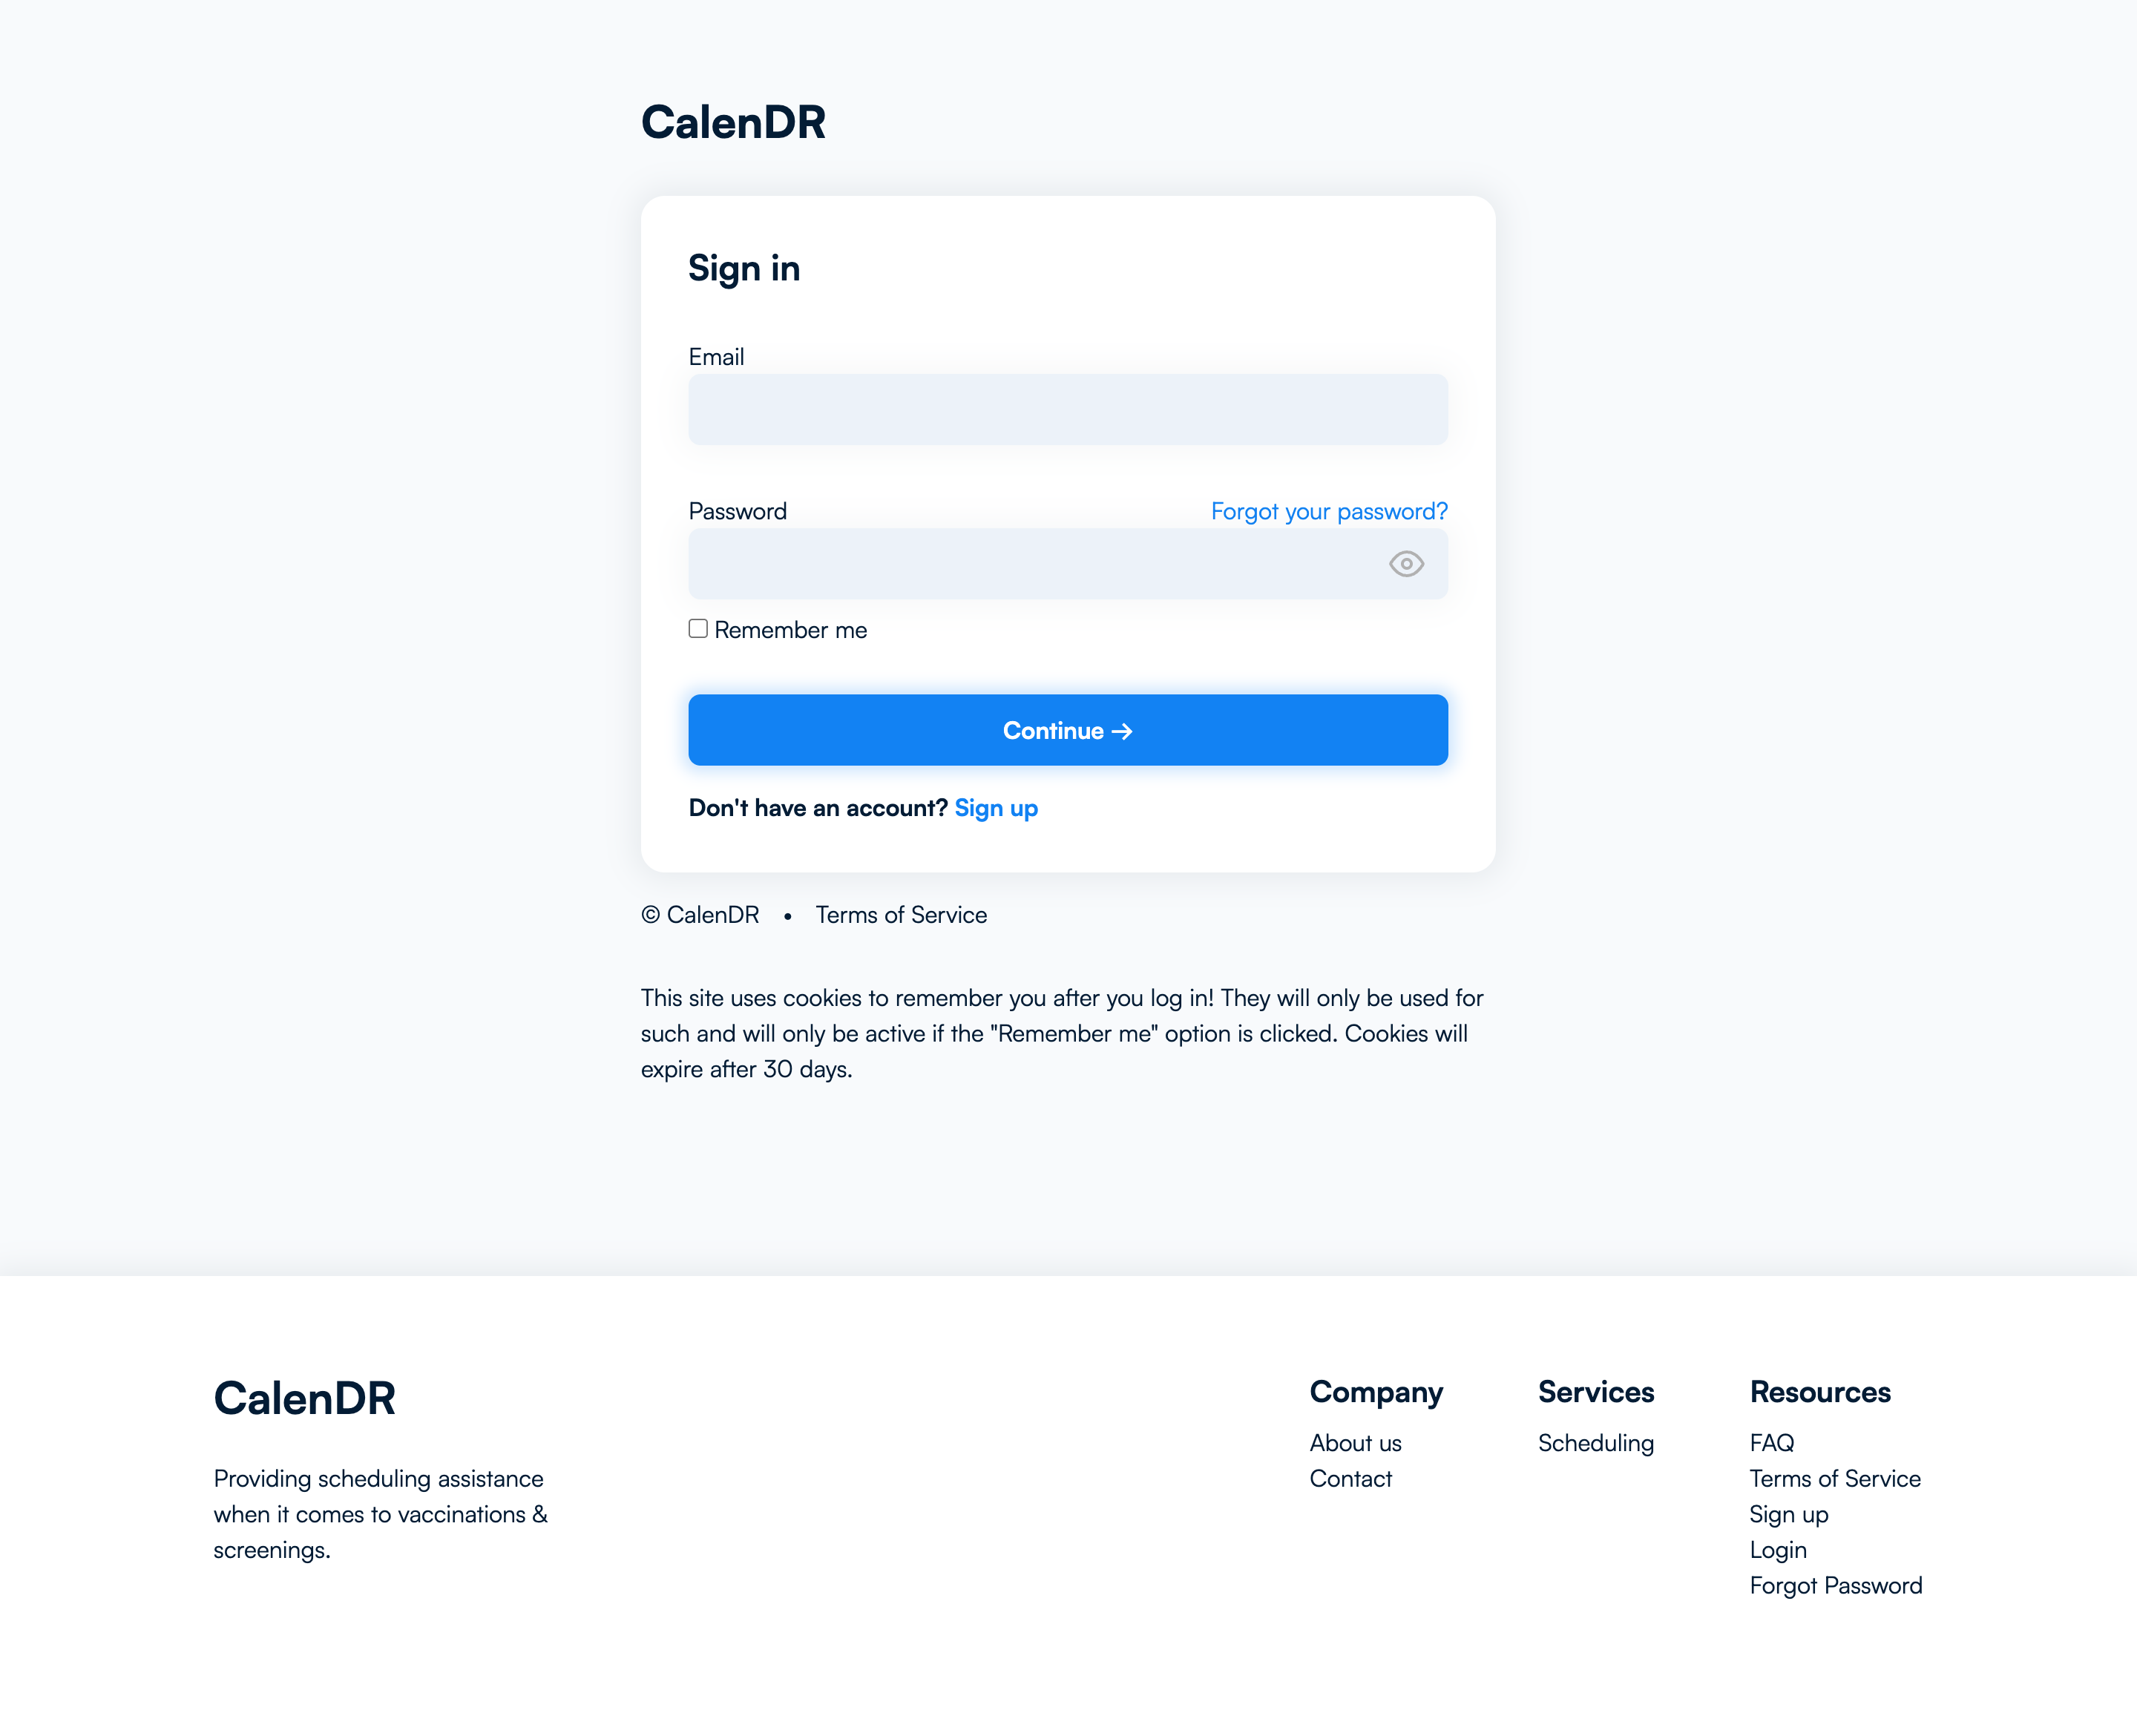 CalenDR
Sign in
Email
Password
Forgot your password?
Remember me
Continue →
Don't have an account? Sign up
© CalenDR • Terms of Service
This site uses cookies to remember you after you log in! They will only be used for
such and will only be active if the "Remember me" option is clicked. Cookies will
expire after 30 days.
CalenDR
Providing scheduling assistance
when it comes to vaccinations &
screenings.
Company
About us
Contact
Services
Scheduling
Resources
FAQ
Terms of Service
Sign up
Login
Forgot Password